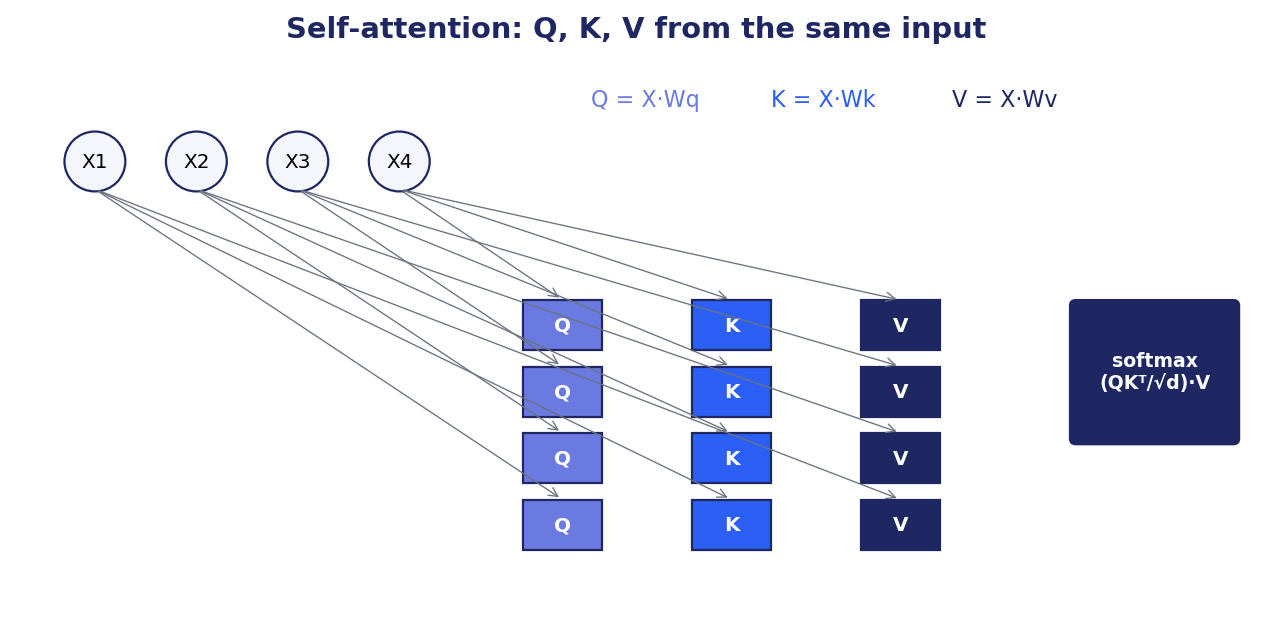 Self-attention: Q, K, V from the same input
Q = X·Wq
K = X·Wk
V = X·Wv
X1
X2
X3
X4
Q
K
V
Q
K
V
Q
K
V
Q
K
V
softmax
(QKᵀ/√d)·V